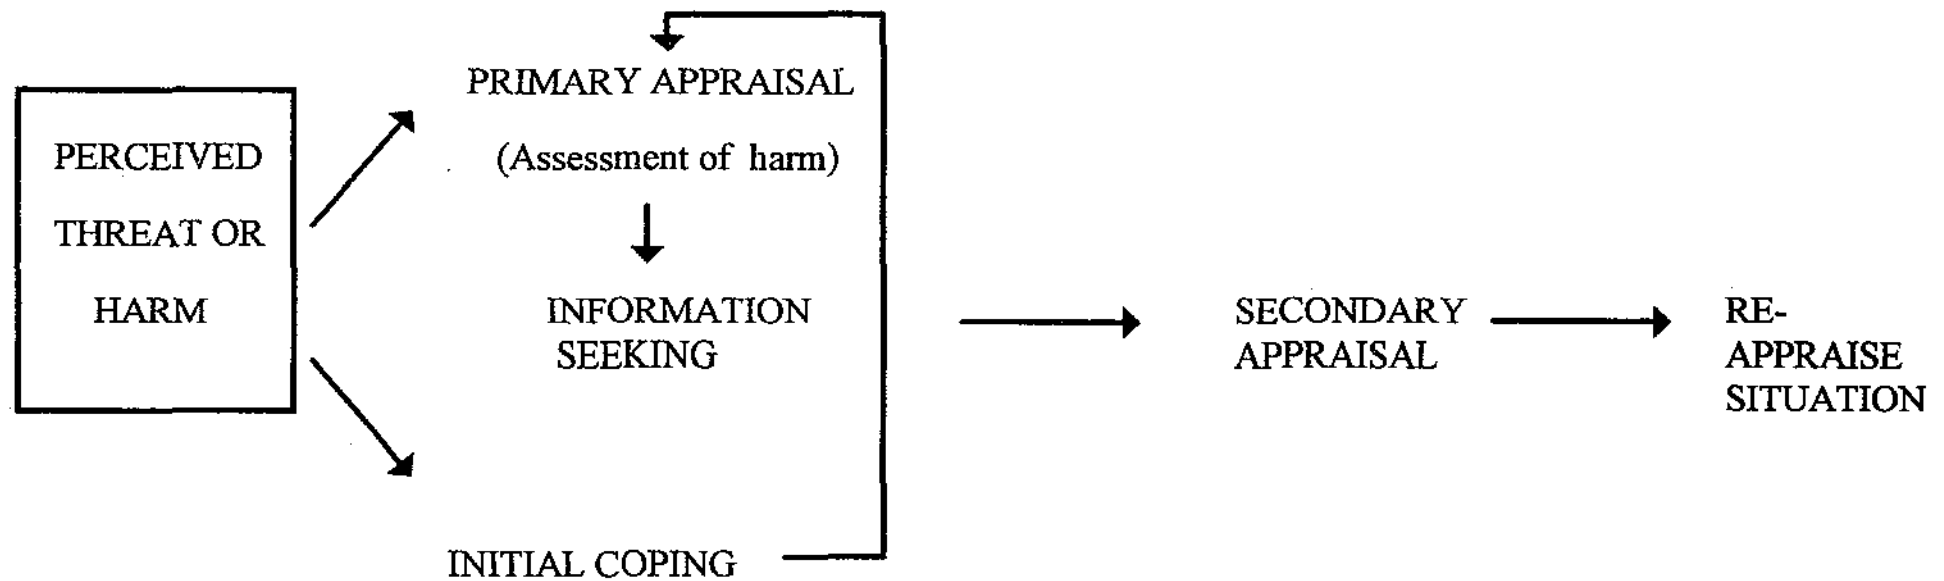 PERCEIVED
THREAT OR
HARM
PRIMARY APPRAISAL
(Assessment of harm)
INFORMATION
SEEKING
INITIAL COPING
SECONDARY
APPRAISAL
RE-
APPRAISE
SITUATION